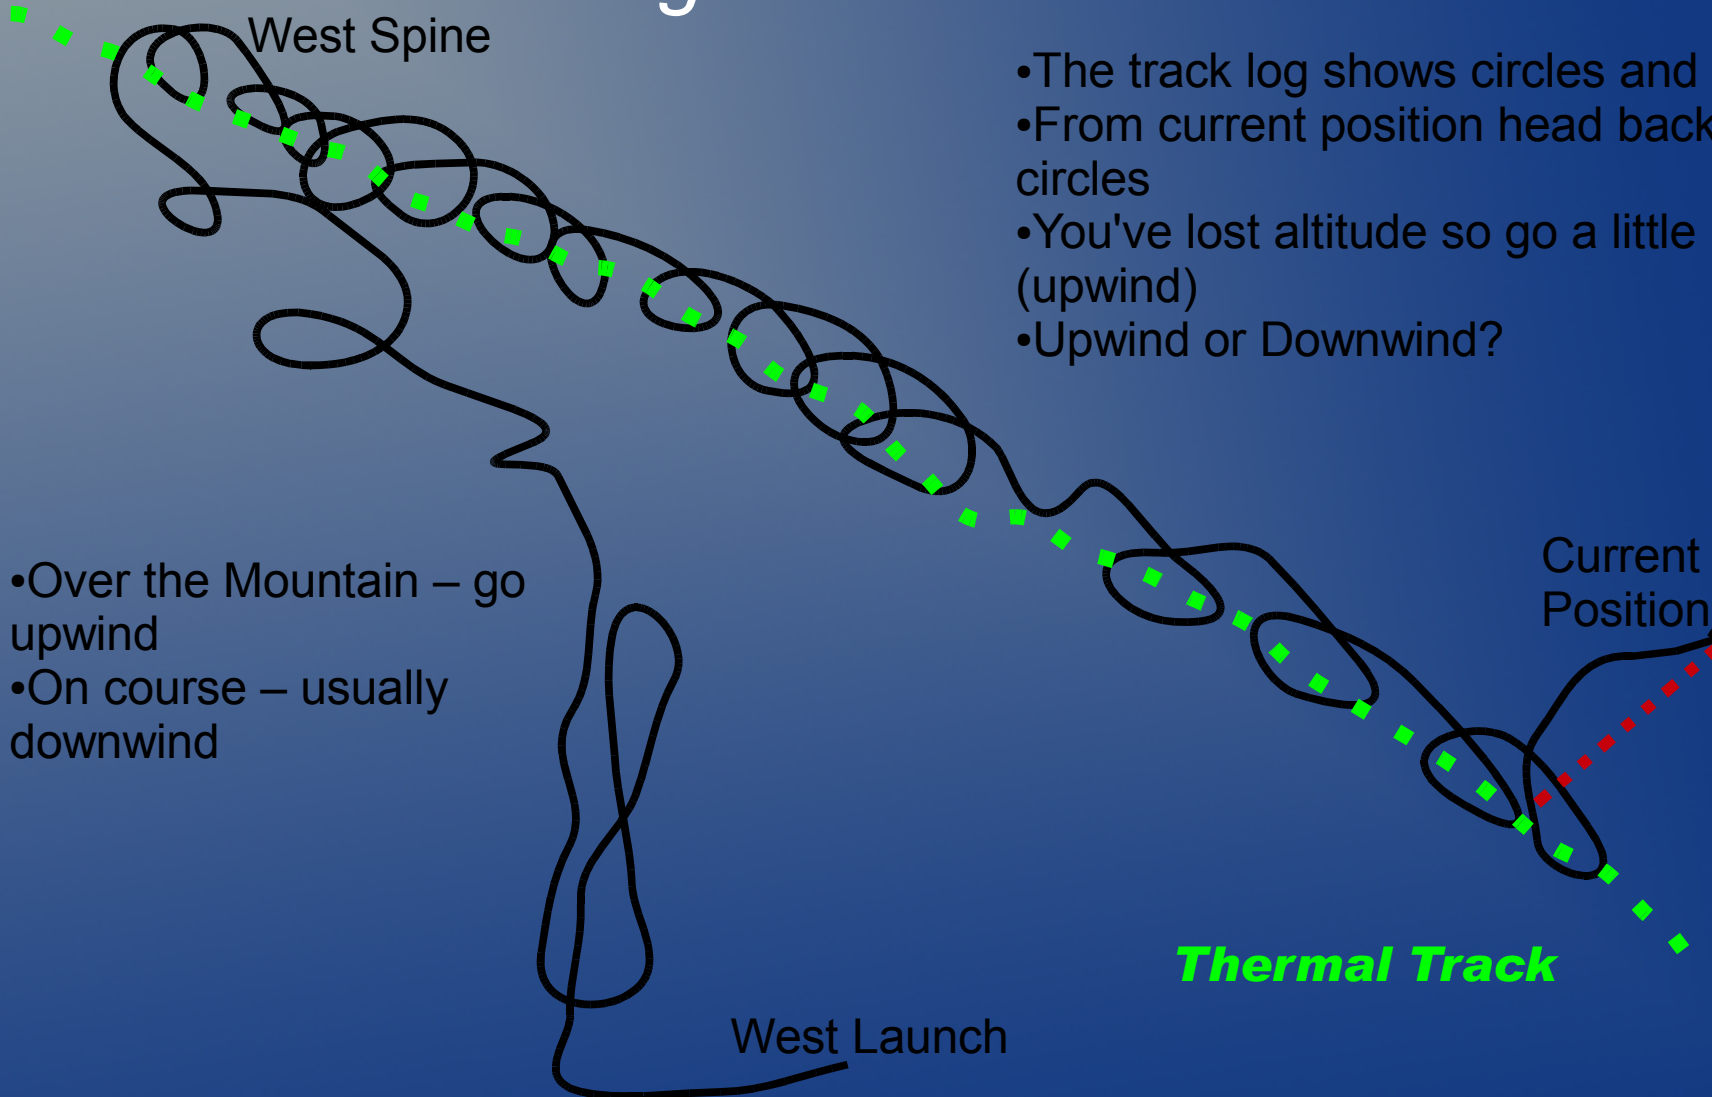 West Spine
•The track log shows circles and
•From current position head back
circles
•You've lost altitude so go a little
(upwind)
•Upwind or Downwind?
•Over the Mountain – go
upwind
•On course – usually
downwind
Current
Position
Thermal Track
West Launch